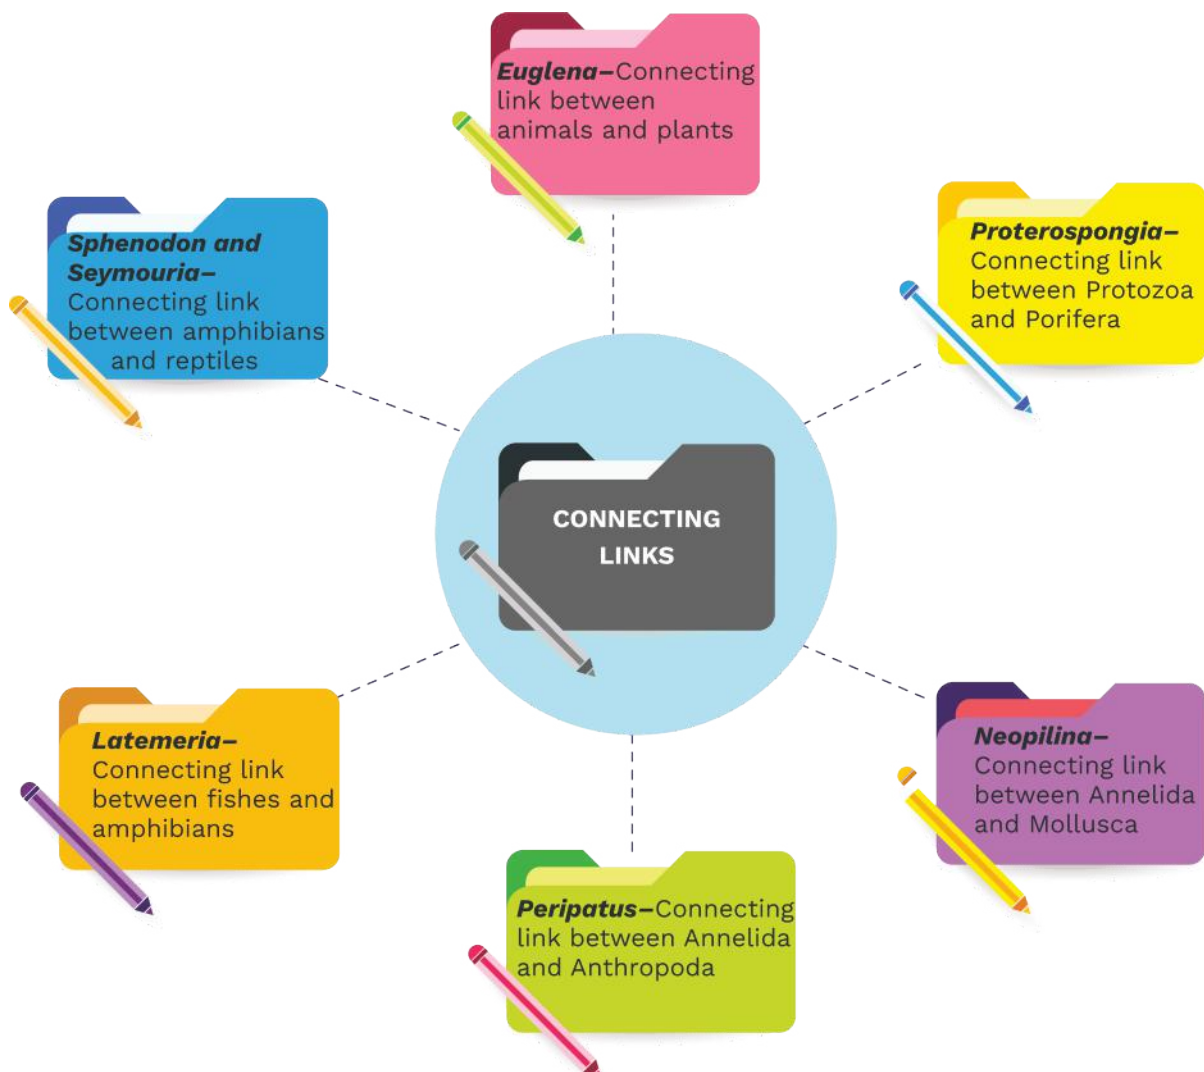 Euglena–Connecting
link between
animals and plants
Sphenodon and
Seymouria–
Connecting link
between amphibians
and reptiles
Proterospongia–
Connecting link
between Protozoa
and Porifera
CONNECTING
LINKS
Latemeria–
Connecting link
between fishes and
amphibians
Neopilina–
Connecting link
between Annelida
and Mollusca
Peripatus–Connecting
link between Annelida
and Anthropoda